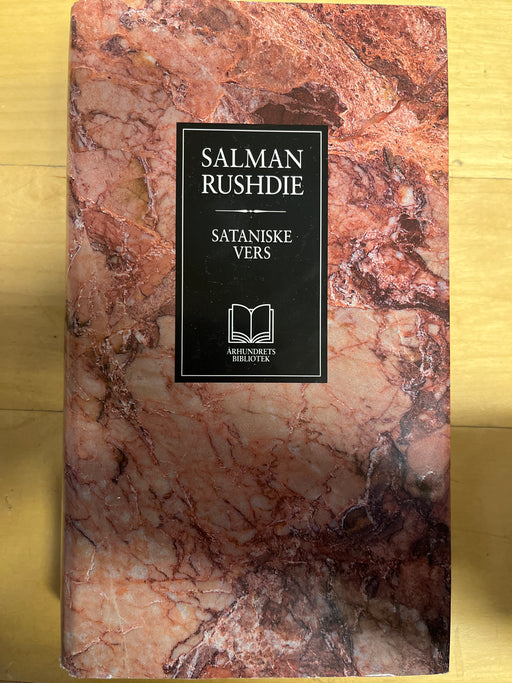 SALMAN
RUSHDIE
SATANISKE
VERS
ÅRHUNDRETS
BIBLIOTEK